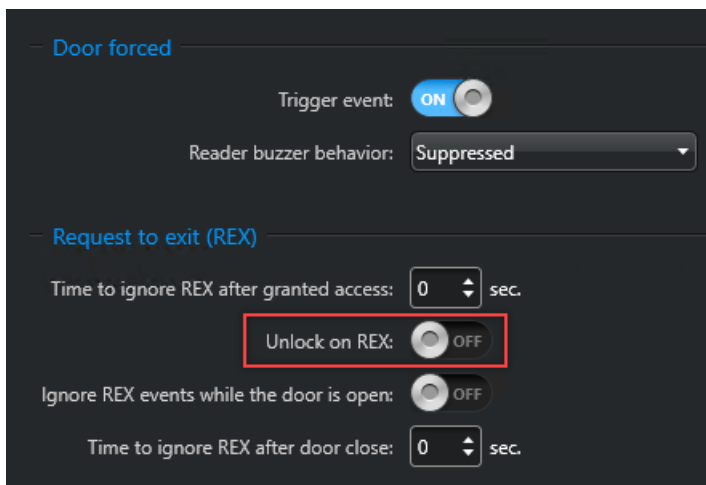 Door forced
Trigger event: ON
Reader buzzer behavior: Suppressed
Request to exit (REX)
Time to ignore REX after granted access: 0 sec.
Unlock on REX: OFF
Ignore REX events while the door is open: OFF
Time to ignore REX after door close: 0 sec.